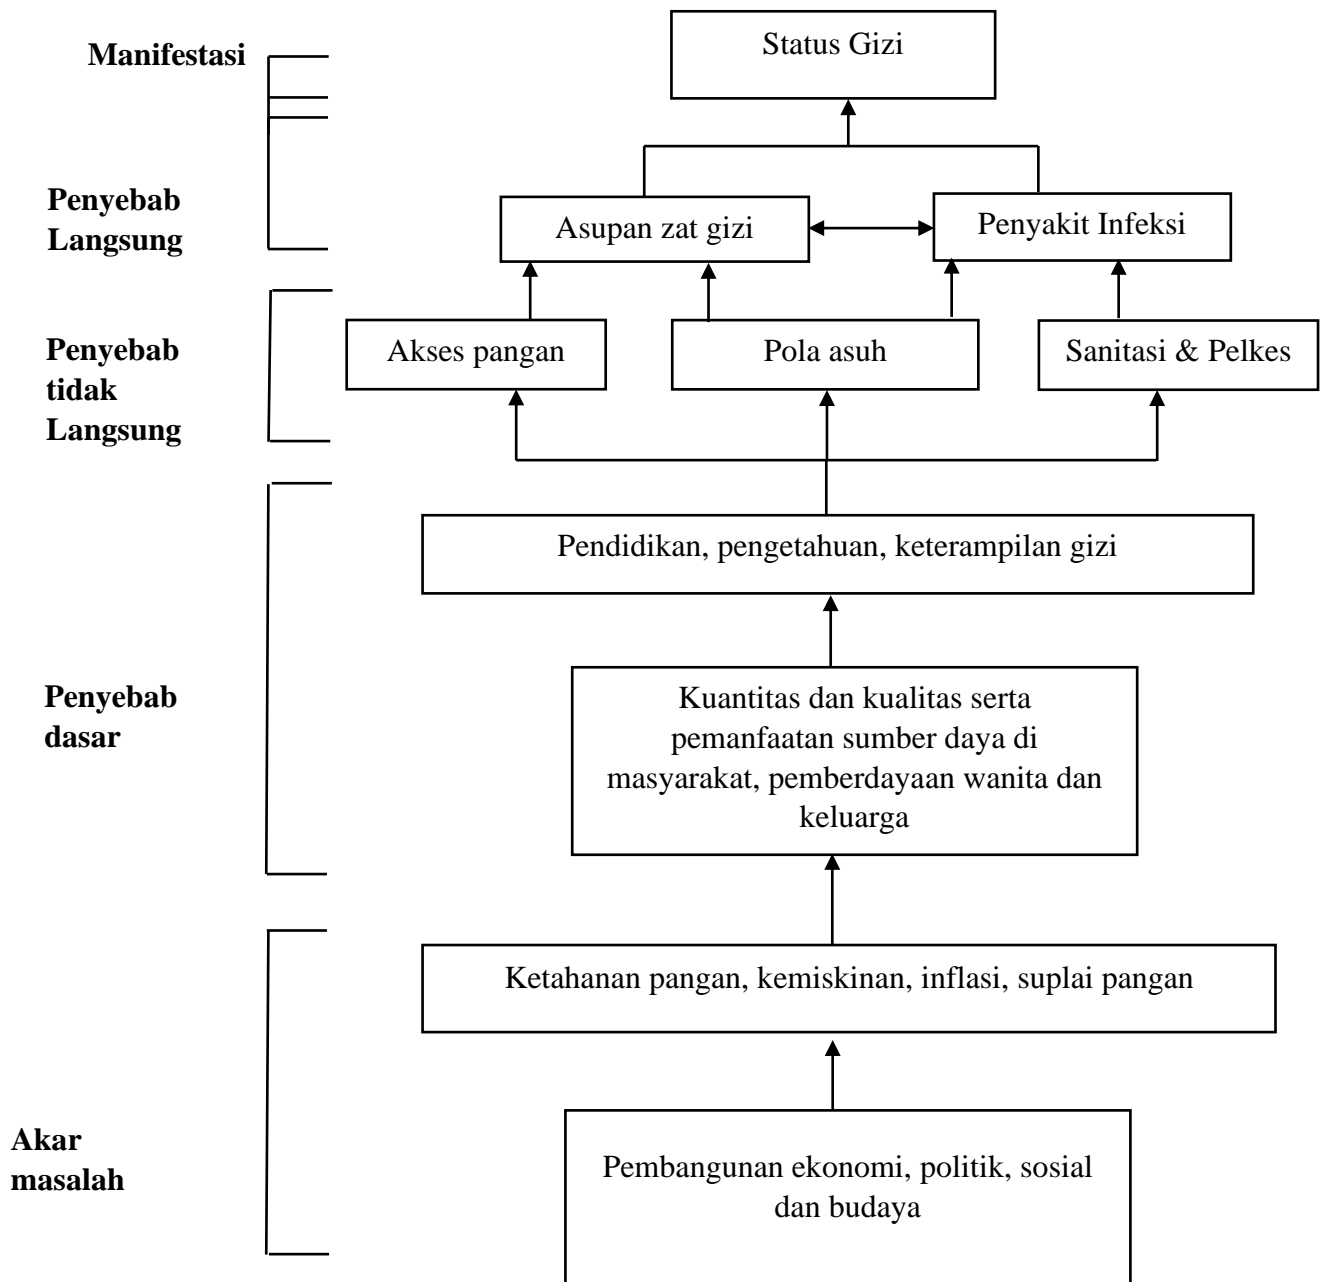 Manifestasi
Status Gizi
Penyebab
Langsung
Asupan zat gizi
Penyakit Infeksi
Penyebab
tidak
Langsung
Akses pangan
Pola asuh
Sanitasi & Pelkes
Pendidikan, pengetahuan, keterampilan gizi
Penyebab
dasar
Kuantitas dan kualitas serta
pemanfaatan sumber daya di
masyarakat, pemberdayaan wanita dan
keluarga
Ketahanan pangan, kemiskinan, inflasi, suplai pangan
Akar
masalah
Pembangunan ekonomi, politik, sosial
dan budaya